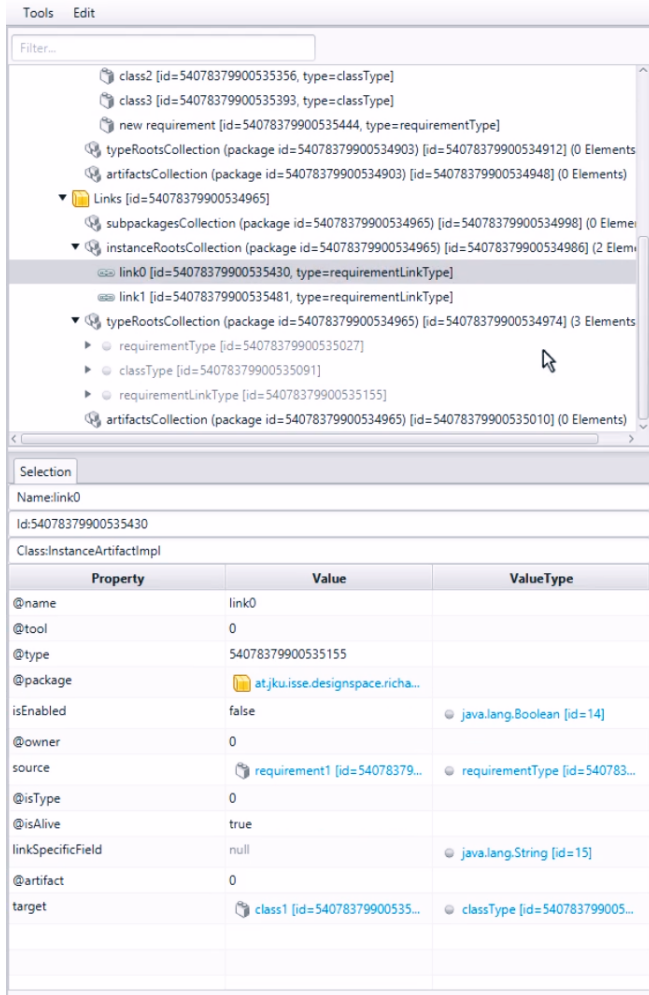 Tools Edit
Filter...
class2 [id=54078379900535356, type=classType]
class3 [id=54078379900535393, type=classType]
new requirement [id=54078379900535444, type=requirementType]
typeRootsCollection (package id=54078379900534903) [id=54078379900534912] (0 Elements
artifactsCollection (package id=54078379900534903) [id=54078379900534948] (0 Elements)
Links [id=54078379900534965]
subpackagesCollection (package id=54078379900534965) [id=54078379900534998] (0 Eleme
instanceRootsCollection (package id=54078379900534965) [id=54078379900534986] (2 Elem
link0 [id=54078379900535430, type=requirementLinkType]
link1 [id=54078379900535481, type=requirementLinkType]
typeRootsCollection (package id=54078379900534965) [id=54078379900534974] (3 Elements
requirementType [id=54078379900535027]
classType [id=54078379900535091]
requirementLinkType [id=54078379900535155]
artifactsCollection (package id=54078379900534965) [id=54078379900535010] (0 Elements)
Selection
Name:link0
Id:54078379900535430
Class:InstanceArtifactImpl
Property Value ValueType
@name link0
@tool 0
@type 54078379900535155
@package at.jku.isse.designspace.richa...
isEnabled false java.lang.Boolean [id=14]
@owner 0
source requirement1 [id=54078379... requirementType [id=540783...
@isType 0
@isAlive true
linkSpecificField null java.lang.String [id=15]
@artifact 0
target class1 [id=54078379900535... classType [id=540783799005...